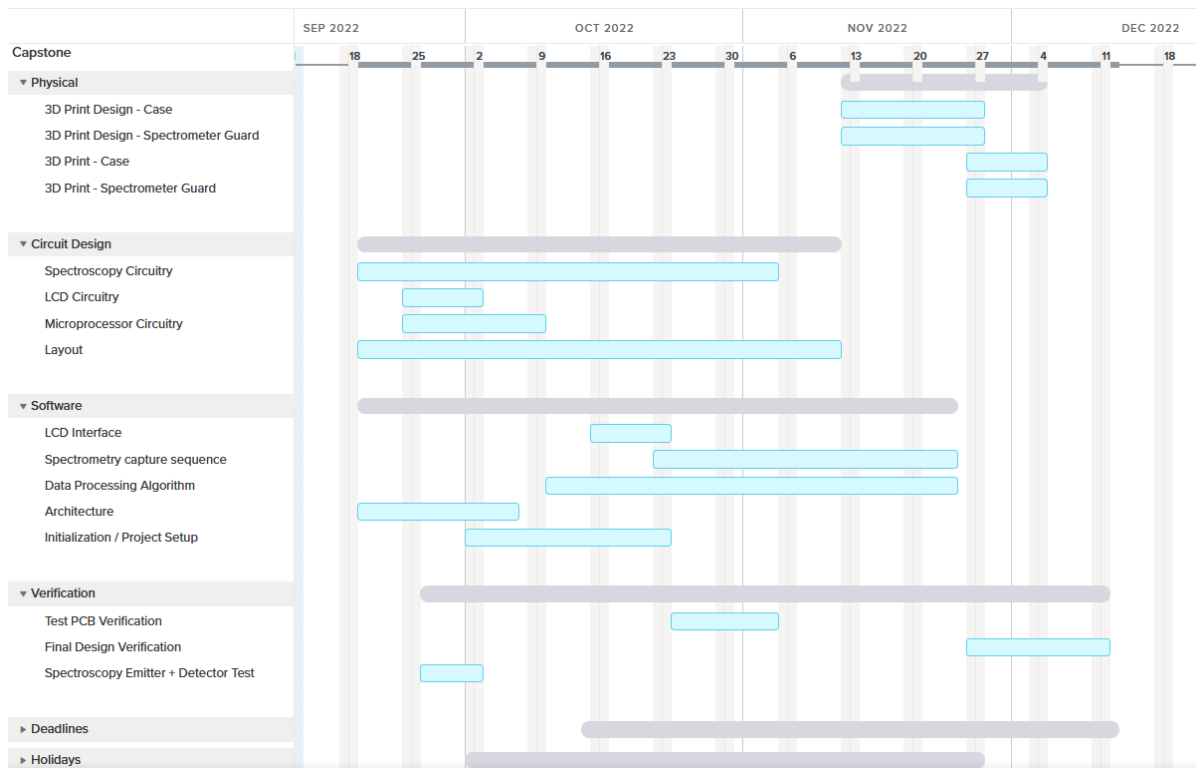 SEP 2022 OCT 2022 NOV 2022 DEC 2022
Capstone 18 25 2 9 16 23 30 6 13 20 27 4 11 18
Physical
3D Print Design - Case
3D Print Design - Spectrometer Guard
3D Print - Case
3D Print - Spectrometer Guard
Circuit Design
Spectroscopy Circuitry
LCD Circuitry
Microprocessor Circuitry
Layout
Software
LCD Interface
Spectrometry capture sequence
Data Processing Algorithm
Architecture
Initialization / Project Setup
Verification
Test PCB Verification
Final Design Verification
Spectroscopy Emitter + Detector Test
Deadlines
Holidays